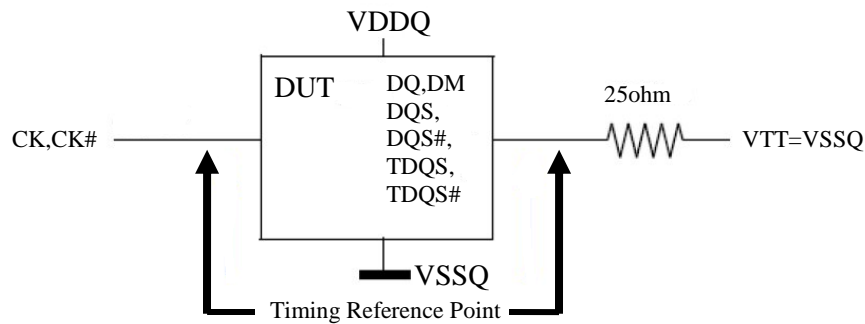 VDDQ
DUT
DQ,DM
DQS,
DQS#,
TDQS,
TDQS#
25ohm
CK,CK#
VTT=VSSQ
VSSQ
Timing Reference Point